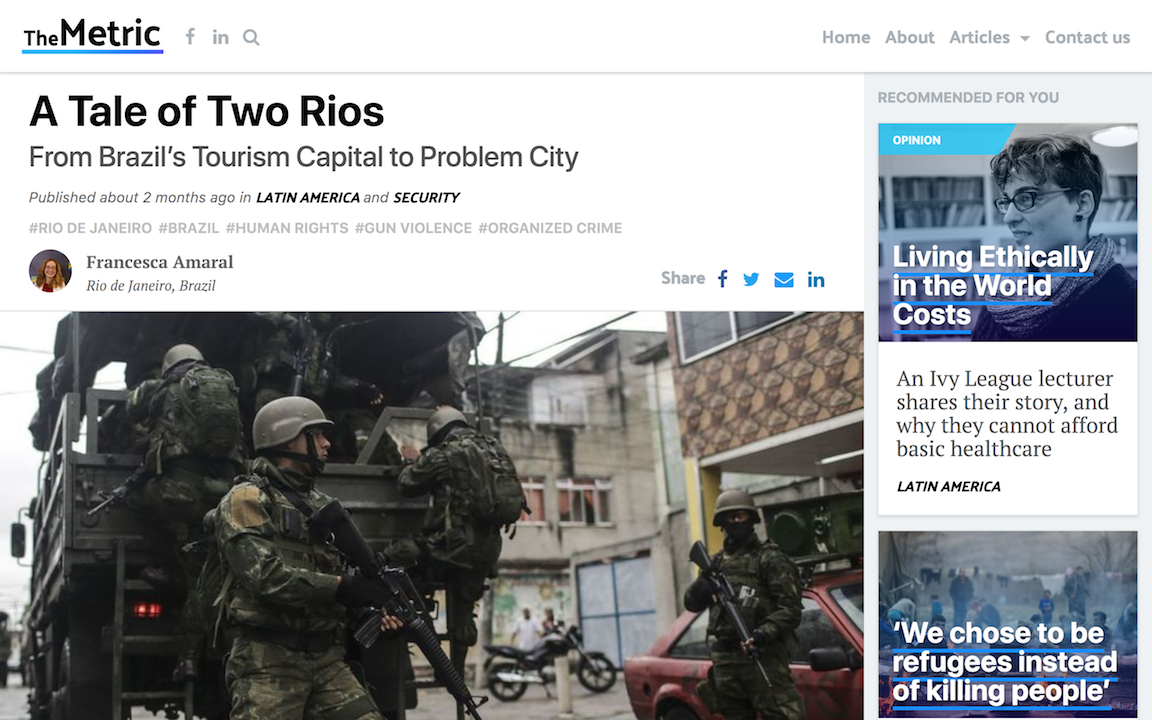 TheMetric
Home About Articles Contact us
A Tale of Two Rios
From Brazil’s Tourism Capital to Problem City
Published about 2 months ago in LATIN AMERICA and SECURITY
#RIO DE JANEIRO #BRAZIL #HUMAN RIGHTS #GUN VIOLENCE #ORGANIZED CRIME
Francesca Amaral
Rio de Janeiro, Brazil
Share
RECOMMENDED FOR YOU
OPINION
Living Ethically
in the World
Costs
An Ivy League lecturer
shares their story, and
why they cannot afford
basic healthcare
LATIN AMERICA
‘We chose to be
refugees instead
of killing people’